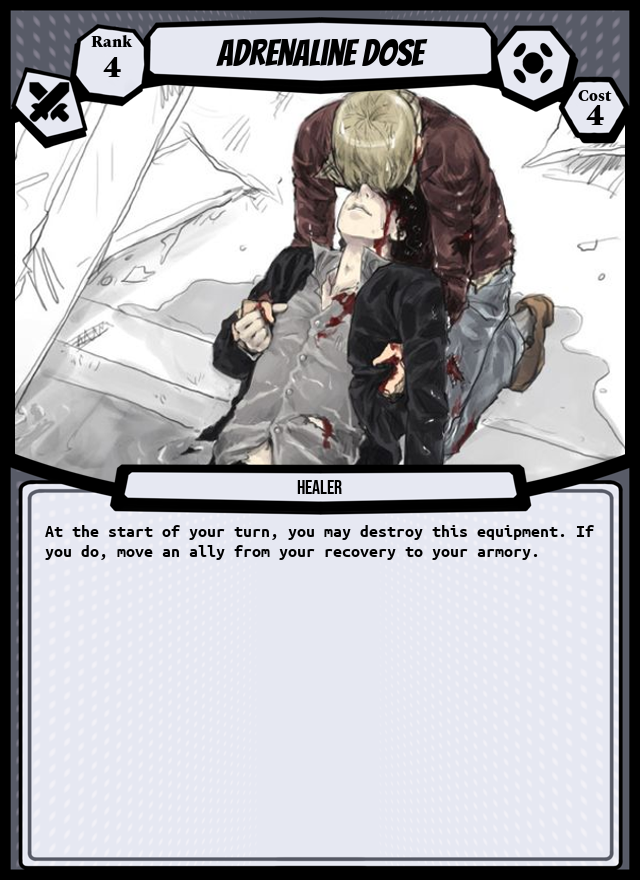 Rank
4
ADRENALINE DOSE
Cost
4
HEALER
At the start of your turn, you may destroy this equipment. If
you do, move an ally from your recovery to your armory.